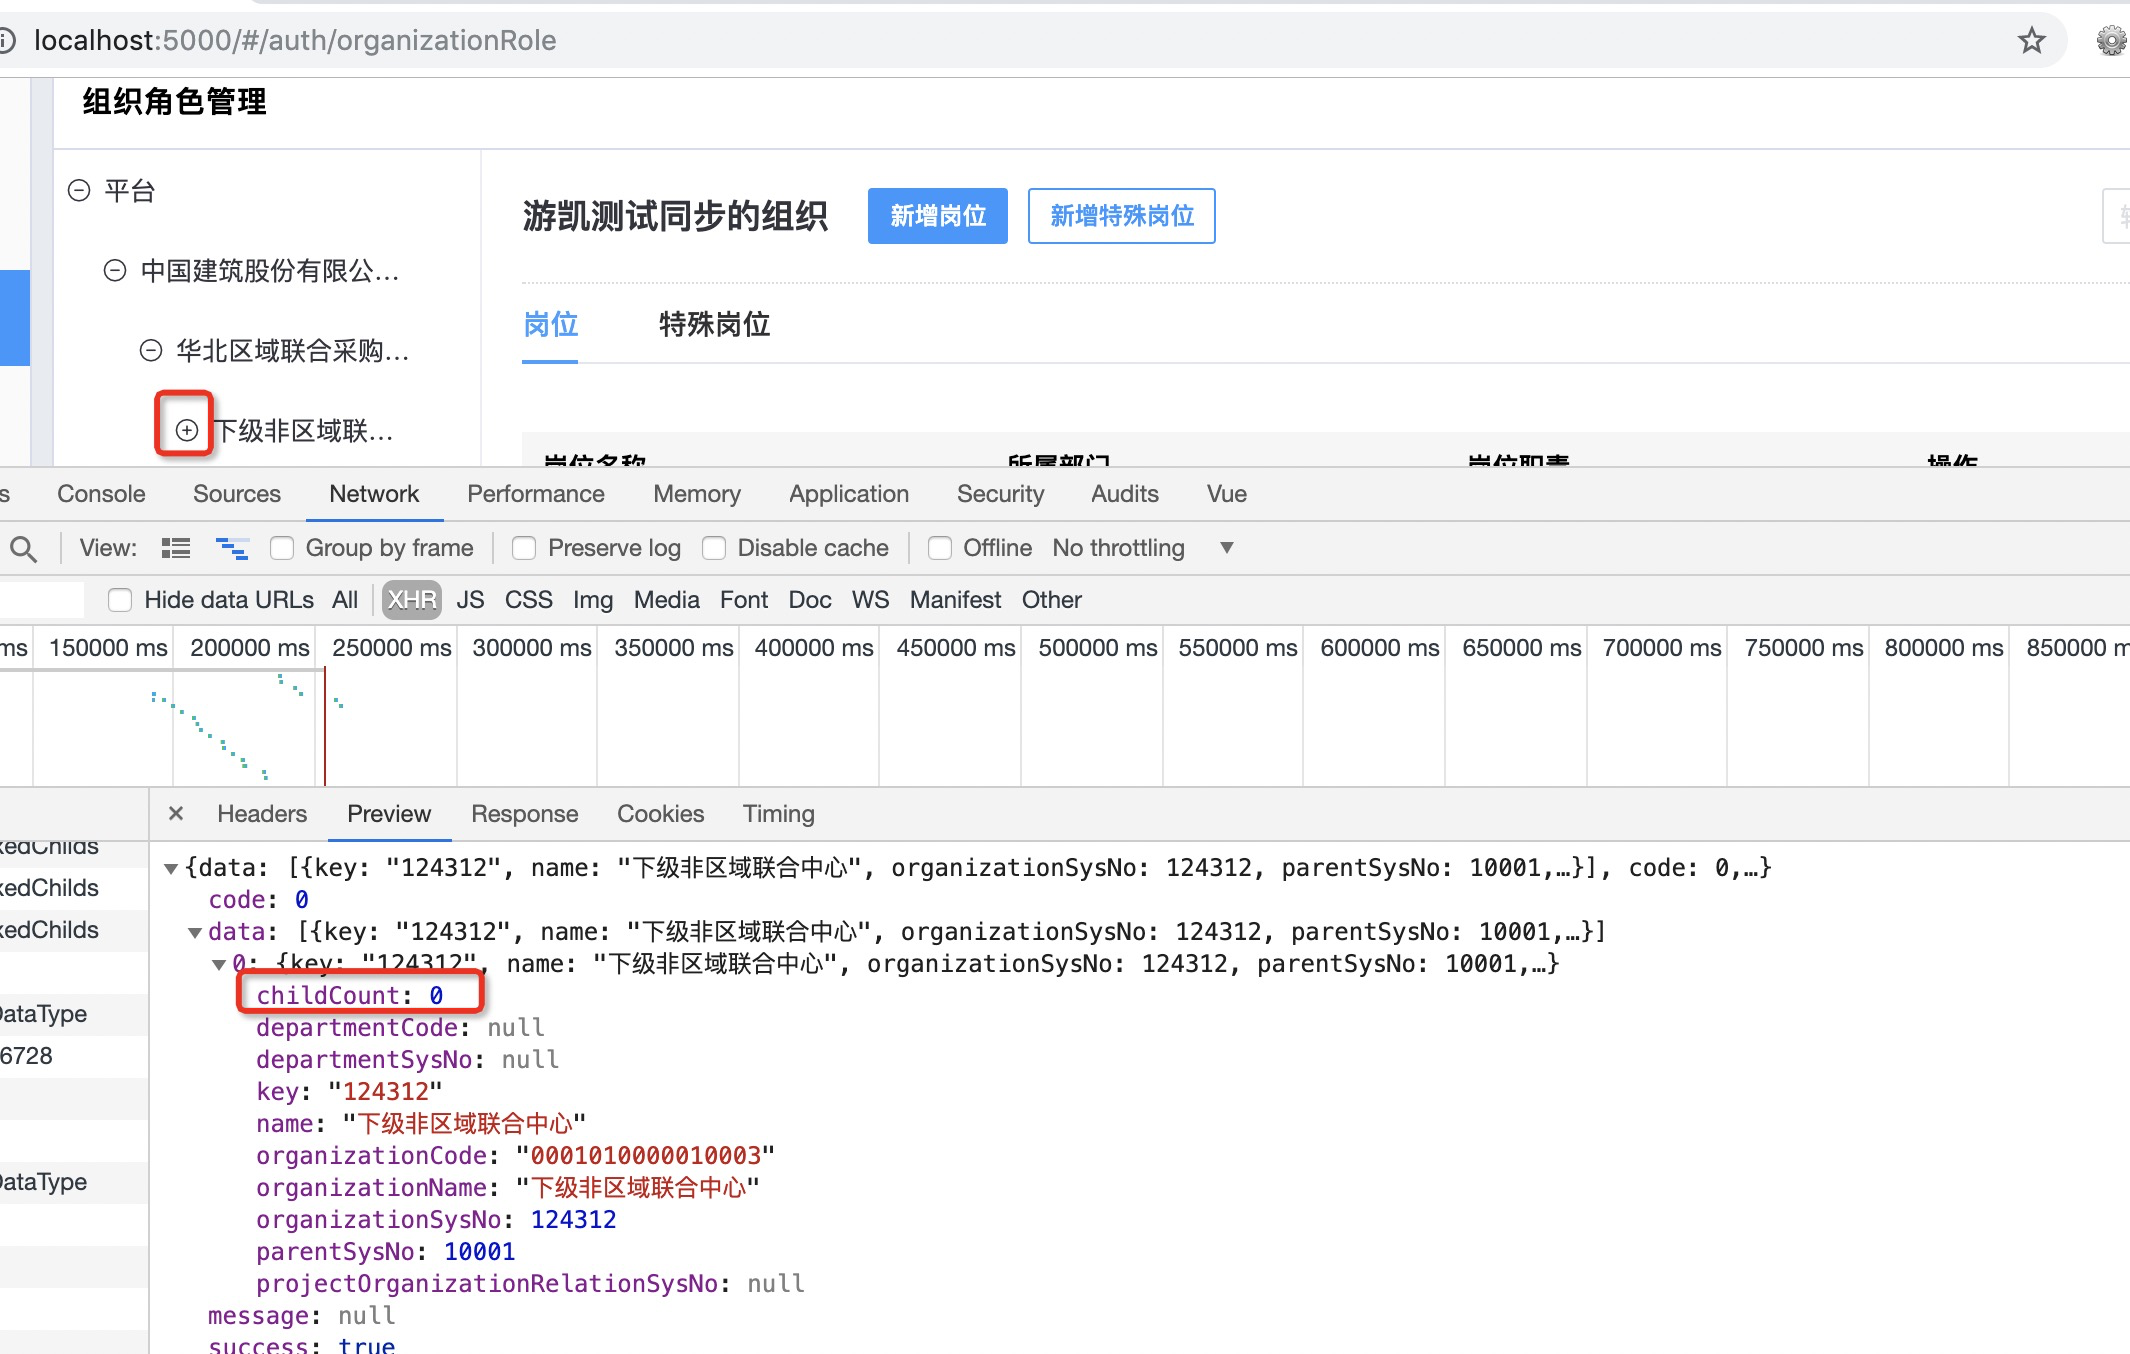 localhost:5000/#/auth/organizationRole
组织角色管理
平台
中国建筑股份有限公...
华北区域联合采购...
下级非区域联...
游凯测试同步的组织 新增岗位 新增特殊岗位
岗位 特殊岗位
岗位名称 所属部门 岗位职责 操作
s Console Sources Network Performance Memory Application Security Audits Vue
View: Group by frame Preserve log Disable cache Offline No throttling
Hide data URLs All XHR JS CSS Img Media Font Doc WS Manifest Other
ms 150000 ms 200000 ms 250000 ms 300000 ms 350000 ms 400000 ms 450000 ms 500000 ms 550000 ms 600000 ms 650000 ms 700000 ms 750000 ms 800000 ms 850000 m
× Headers Preview Response Cookies Timing
xedChilds
xedChilds
xedChilds
DataType
6728
DataType
{data: [{key: "124312", name: "下级非区域联合中心", organizationSysNo: 124312, parentSysNo: 10001,…}], code: 0,…}
code: 0
data: [{key: "124312", name: "下级非区域联合中心", organizationSysNo: 124312, parentSysNo: 10001,…}]
0: {key: "124312", name: "下级非区域联合中心", organizationSysNo: 124312, parentSysNo: 10001,…}
childCount: 0
departmentCode: null
departmentSysNo: null
key: "124312"
name: "下级非区域联合中心"
organizationCode: "0001010000010003"
organizationName: "下级非区域联合中心"
organizationSysNo: 124312
parentSysNo: 10001
projectOrganizationRelationSysNo: null
message: null
success: true